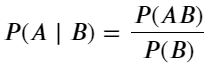 P(A | B) = P(AB) / P(B)